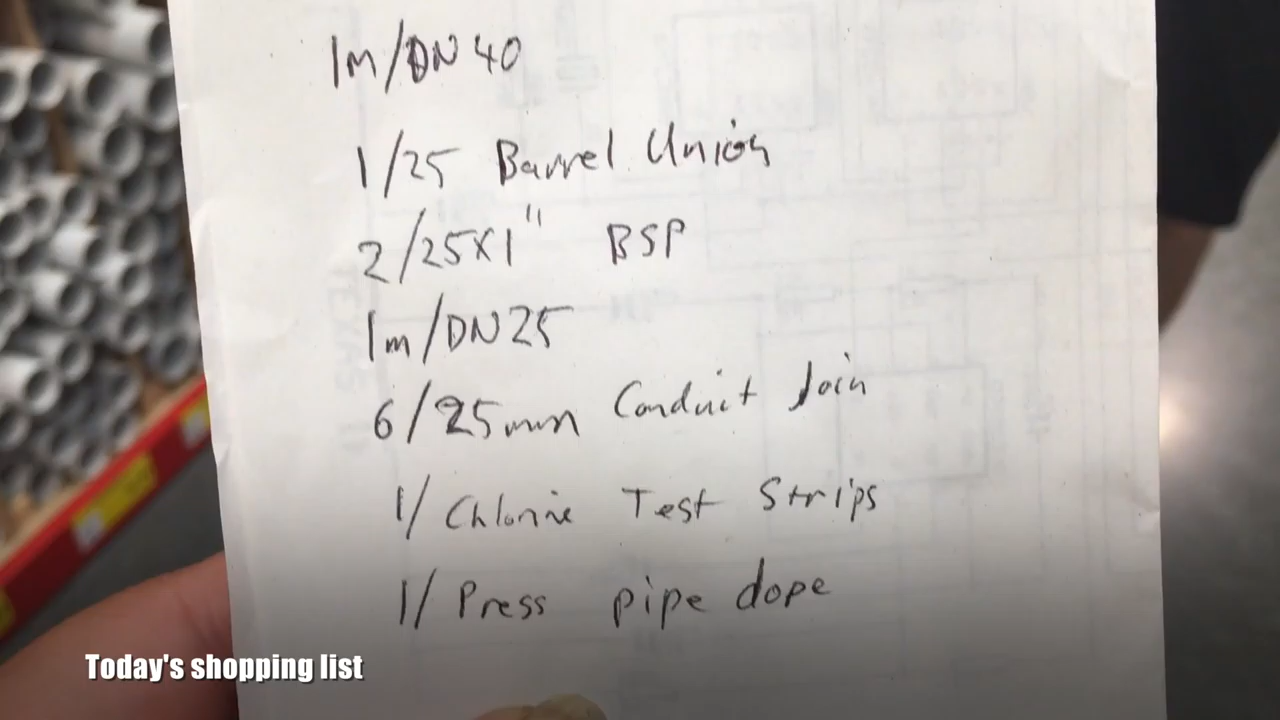 1m/DN40
1/25 Barrel Union
2/25X1" BSP
1m/DN25
6/25mm Conduit Join
1/ Chlorine Test Strips
1/ Press pipe dope
Today's shopping list